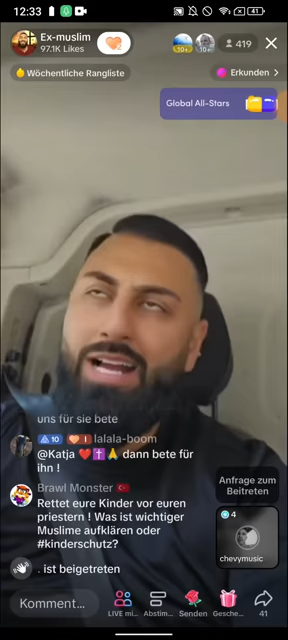 12:33
41
Ex-muslim
97.1K Likes
10+
10+
419
Wöchentliche Rangliste
Erkunden >
Global All-Stars
uns für sie bete
10 I lalala-boom
@Katja ❤️✝️🙏 dann bete für
ihn !
Brawl Monster 🇹🇷
Rettet eure Kinder vor euren
priestern ! Was ist wichtiger
Muslime aufklären oder
#kinderschutz?
. ist beigetreten
Anfrage zum
Beitreten
4
chevymusic
Komment...
LIVE mi...
Abstim...
Senden
Gesche...
41